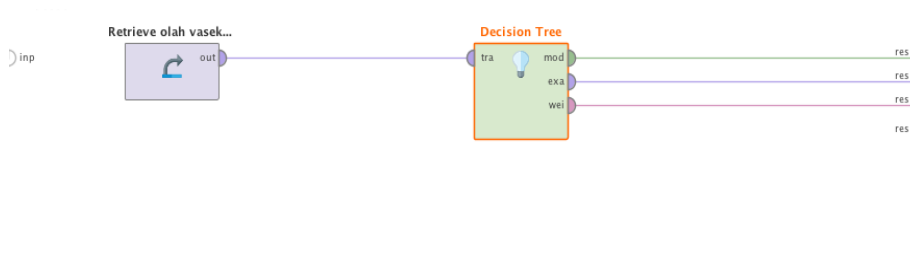 Retrieve olah vasek...
Decision Tree
inp
out
tra
mod
res
exa
res
wei
res
res